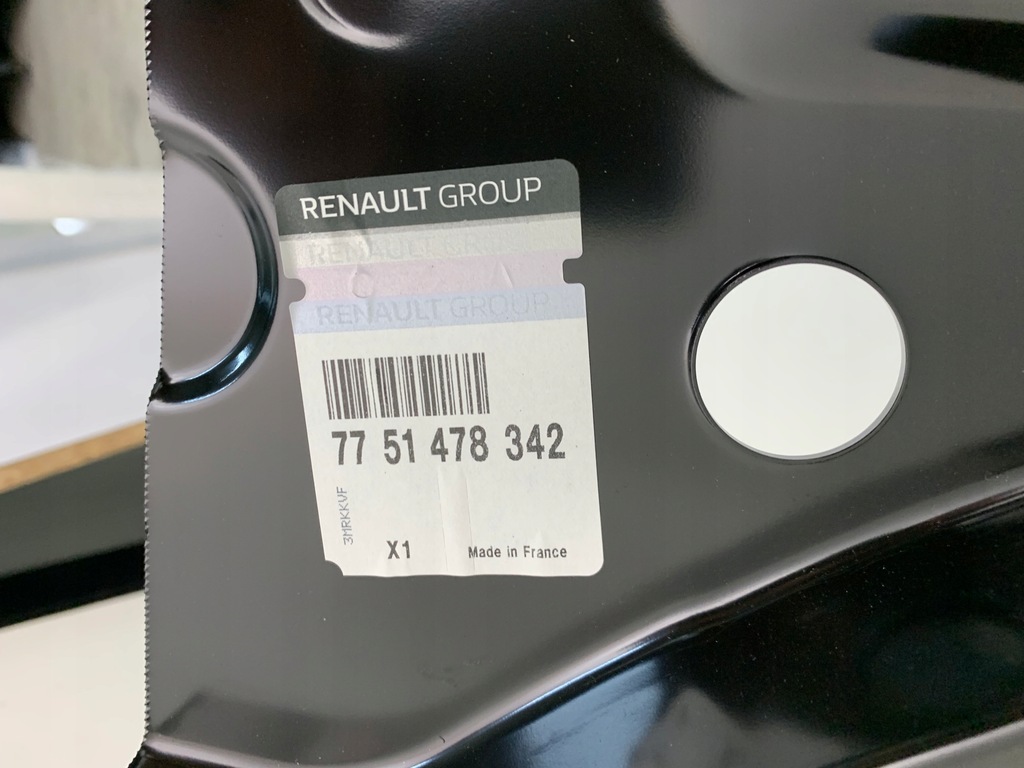 RENAULT GROUP
RENAULT GROUP
RENAULT GROUP
77 51 478 342
3MRKKVF
X1
Made in France